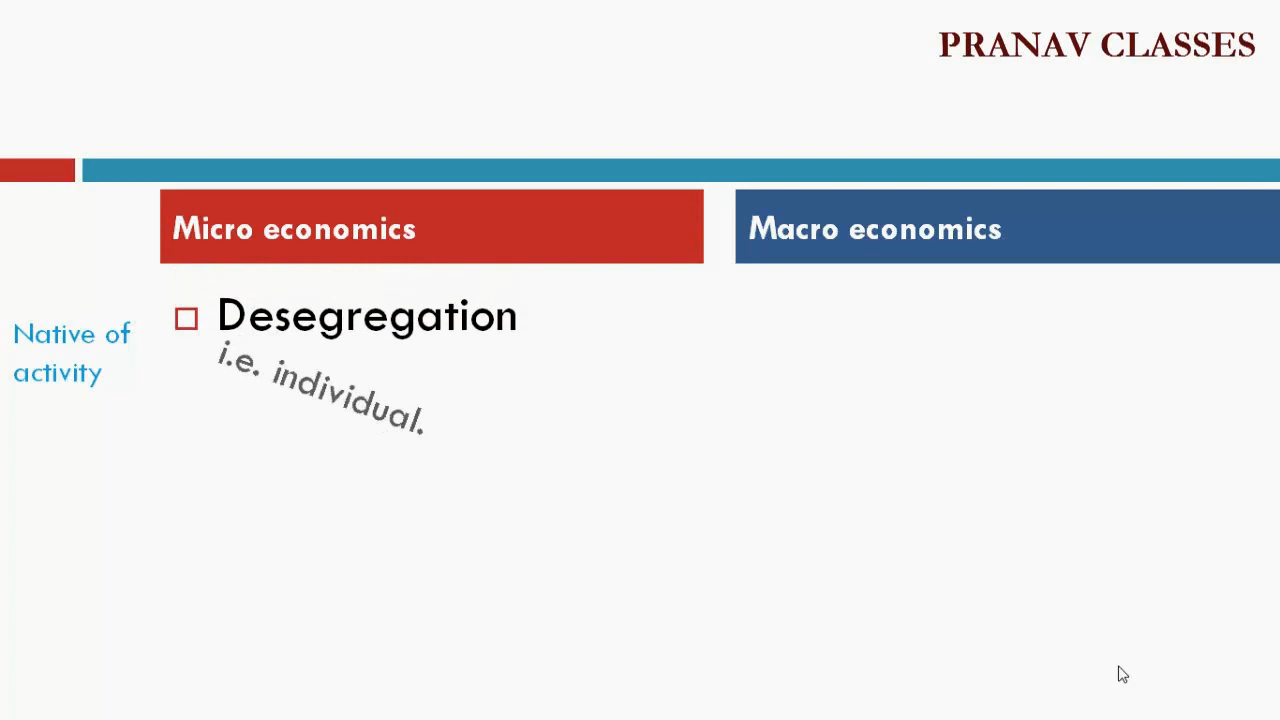 PRANAV CLASSES
Micro economics
Macro economics
Native of
activity
Desegregation
i.e. individual.